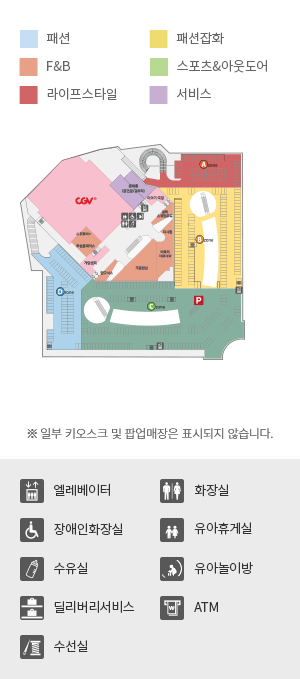 패션
패션잡화
F&B
스포츠&아웃도어
라이프스타일
서비스
A zone
CGV
B zone
D zone
P
C zone
※ 일부 키오스크 및 팝업매장은 표시되지 않습니다.
엘레베이터
화장실
장애인화장실
유아휴게실
수유실
유아놀이방
딜리버리서비스
ATM
수선실